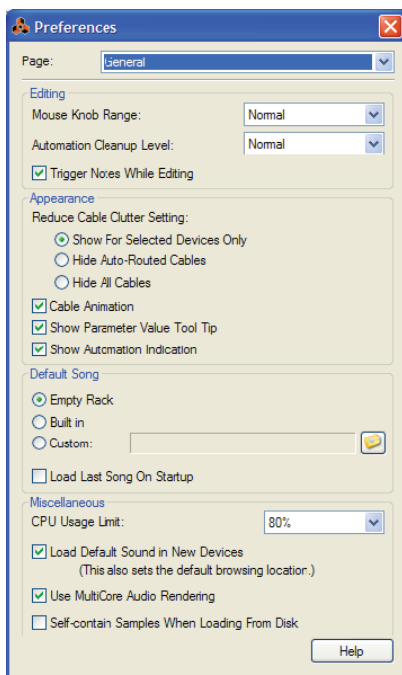 Preferences
Page: General
Editing
Mouse Knob Range: Normal
Automation Cleanup Level: Normal
Trigger Notes While Editing
Appearance
Reduce Cable Clutter Setting:
Show For Selected Devices Only
Hide Auto-Routed Cables
Hide All Cables
Cable Animation
Show Parameter Value Tool Tip
Show Automation Indication
Default Song
Empty Rack
Built in
Custom:
Load Last Song On Startup
Miscellaneous
CPU Usage Limit: 80%
Load Default Sound in New Devices
(This also sets the default browsing location.)
Use MultiCore Audio Rendering
Self-contain Samples When Loading From Disk
Help